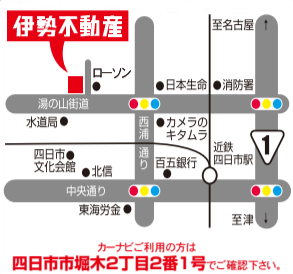 伊勢不動産
至名古屋
ローソン
日本生命
消防署
湯の山街道
水道局
西浦通り
カメラの
キタムラ
四日市
文化会館
北信
百五銀行
近鉄
四日市駅
1
中央通り
東海労金
至津
カーナビご利用の方は
四日市市堀木2丁目2番1号でご確認下さい。